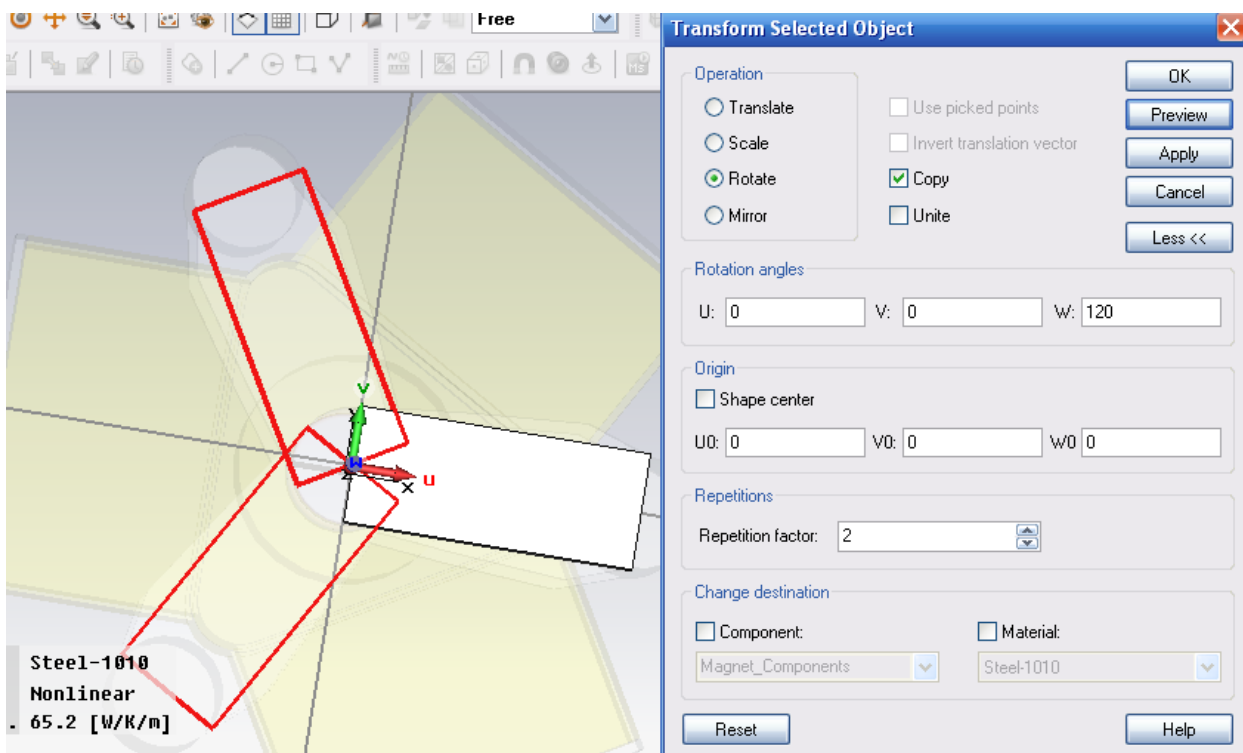 Free
Transform Selected Object
Operation
Translate
Scale
Rotate
Mirror
Use picked points
Invert translation vector
Copy
Unite
OK
Preview
Apply
Cancel
Less <<
Rotation angles
U: 0 V: 0 W: 120
Origin
Shape center
U0: 0 V0: 0 W0 0
Repetitions
Repetition factor: 2
Change destination
Component: Material:
Magnet_Components Steel-1010
Reset Help
v
Y
w u
z x
Steel-1010
Nonlinear
. 65.2 [W/K/m]